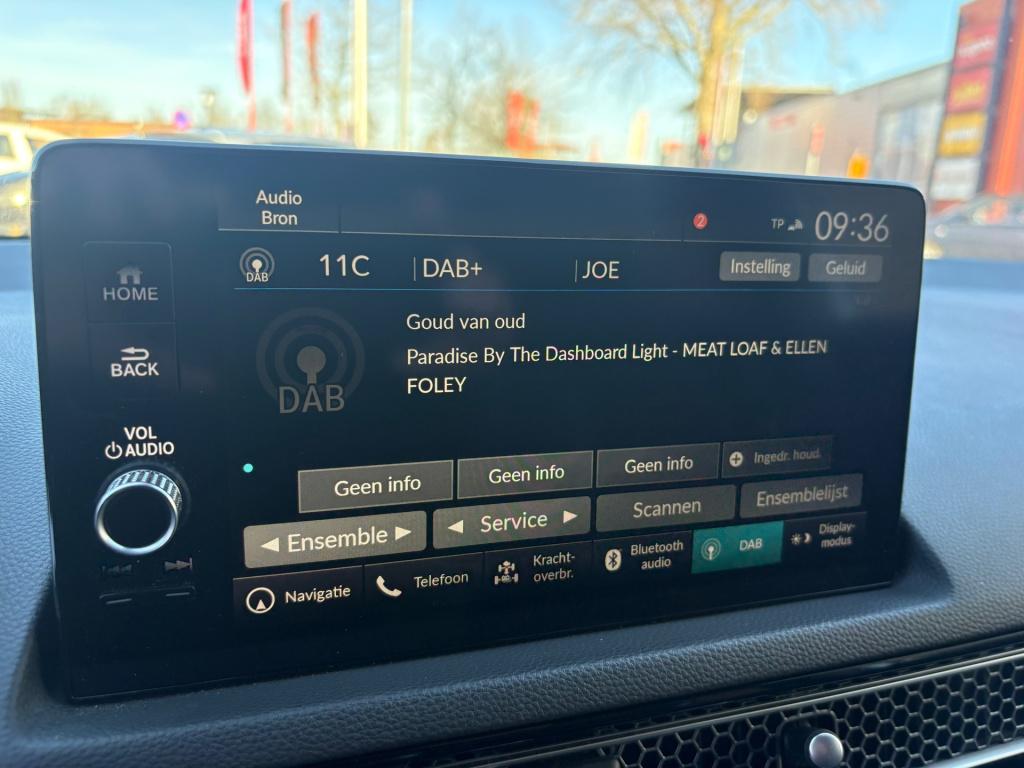 Audio
Bron
2
TP
09:36
DAB
11C
DAB+
JOE
Instelling
Geluid
HOME
BACK
VOL
AUDIO
DAB
Goud van oud
Paradise By The Dashboard Light - MEAT LOAF & ELLEN
FOLEY
Geen info
Geen info
Geen info
Ingedr. houd.
Ensemble
Service
Scannen
Ensemblelijst
Navigatie
Telefoon
Kracht-
overbr.
Bluetooth
audio
DAB
Display-
modus